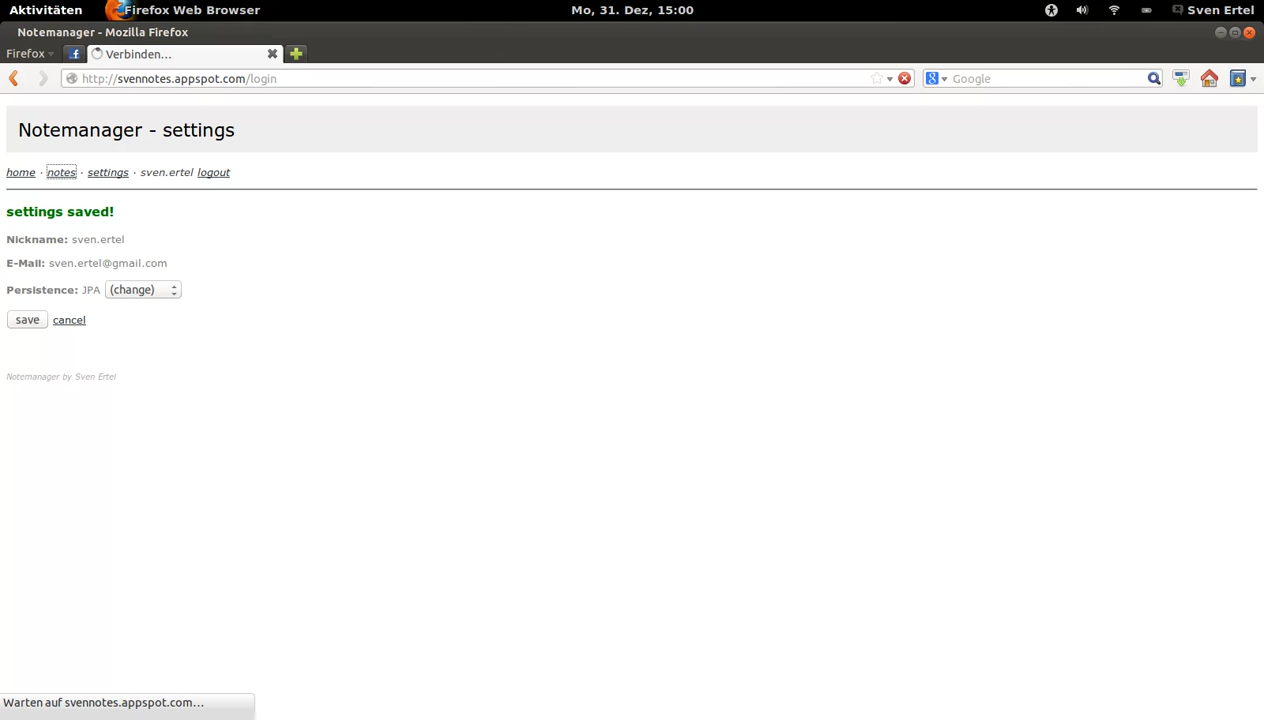 Aktivitäten Firefox Web Browser Mo, 31. Dez, 15:00 Sven Ertel
Notemanager - Mozilla Firefox
Firefox Verbinden...
http://svennotes.appspot.com/login Google
Notemanager - settings
home · notes · settings · sven.ertel logout
settings saved!
Nickname: sven.ertel
E-Mail: sven.ertel@gmail.com
Persistence: JPA (change)
save cancel
Notemanager by Sven Ertel
Warten auf svennotes.appspot.com...